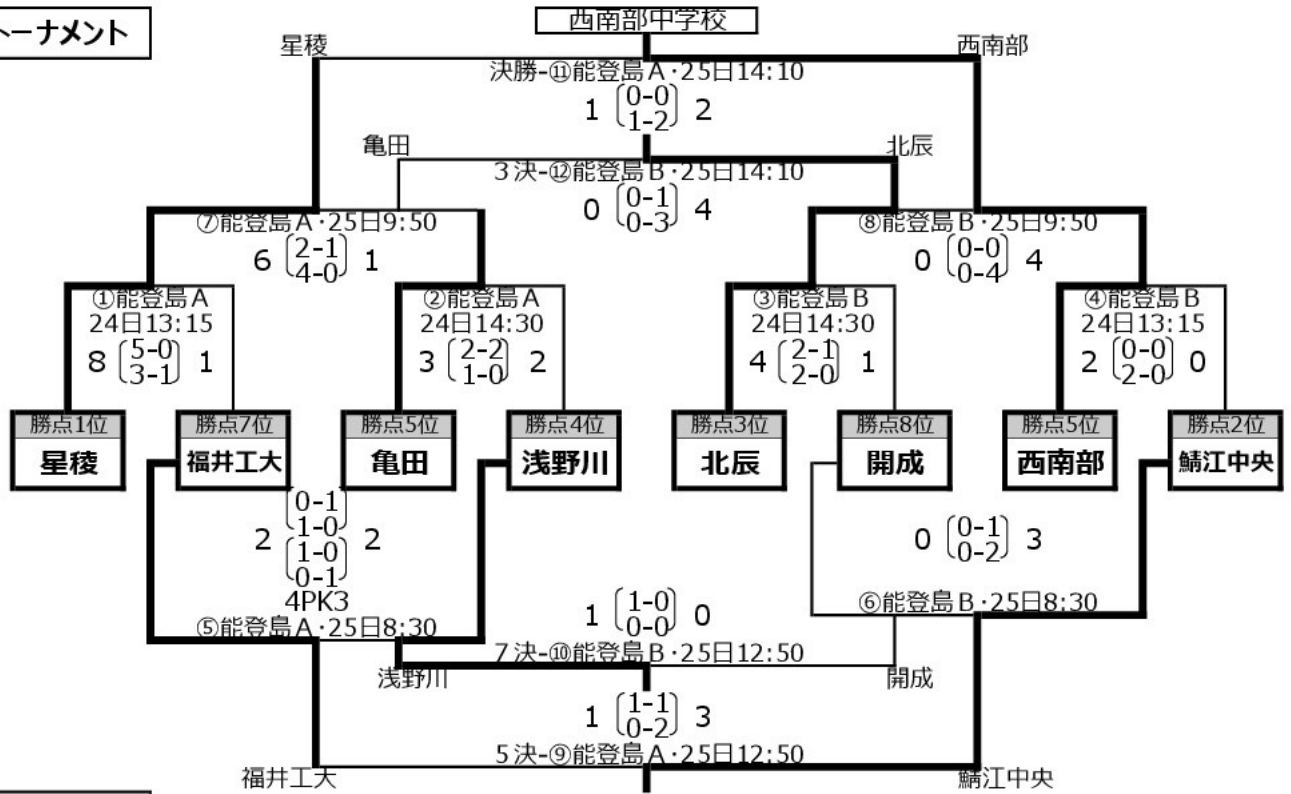 トーナメント
西南部中学校
星稜
西南部
決勝-⑪能登島A・25日14:10
1 0-0 2
1-2
亀田
北辰
3決-⑫能登島B・25日14:10
0 0-1 4
0-3
⑦能登島A・25日9:50
6 2-1 1
4-0
⑧能登島B・25日9:50
0 0-0 4
0-4
①能登島A
24日13:15
8 5-0 1
3-1
②能登島A
24日14:30
3 2-2 2
1-0
③能登島B
24日14:30
4 2-1 1
2-0
④能登島B
24日13:15
2 0-0 0
2-0
勝点1位
星稜
勝点7位
福井工大
勝点5位
亀田
勝点4位
浅野川
勝点3位
北辰
勝点8位
開成
勝点5位
西南部
勝点2位
鯖江中央
0-1
1-0
2 2
1-0
0-1
4PK3
⑤能登島A・25日8:30
0 0-1 3
0-2
⑥能登島B・25日8:30
1 1-0 0
0-0
7決-⑩能登島B・25日12:50
浅野川
開成
1 1-1 3
0-2
5決-⑨能登島A・25日12:50
福井工大
鯖江中央